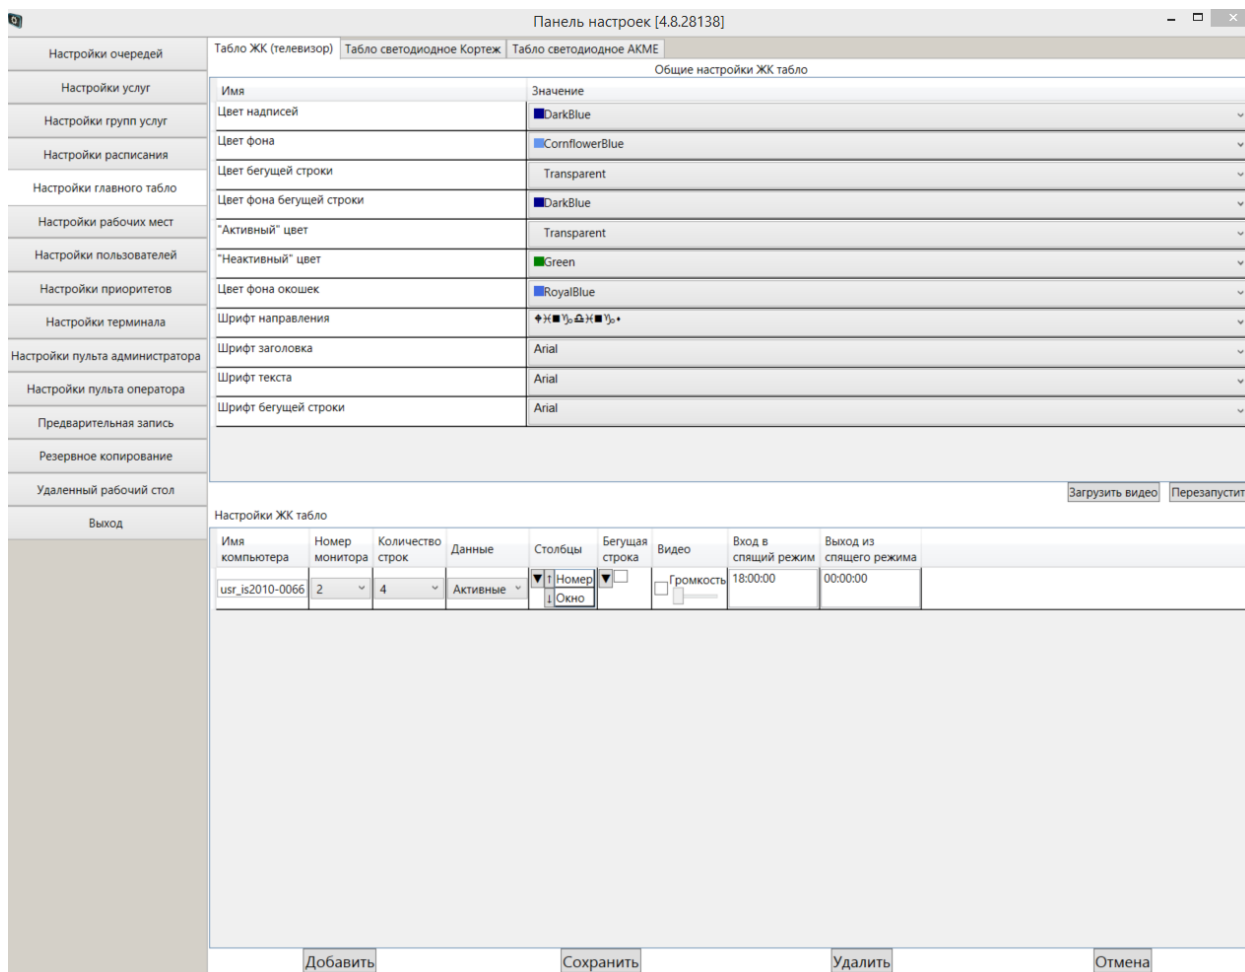 Панель настроек [4.8.28138]
Настройки очередей
Настройки услуг
Настройки групп услуг
Настройки расписания
Настройки главного табло
Настройки рабочих мест
Настройки пользователей
Настройки приоритетов
Настройки терминала
Настройки пульта администратора
Настройки пульта оператора
Предварительная запись
Резервное копирование
Удаленный рабочий стол
Выход
Табло ЖК (телевизор) Табло светодиодное Кортеж Табло светодиодное АКМЕ
Общие настройки ЖК табло
Имя Значение
Цвет надписей DarkBlue
Цвет фона CornflowerBlue
Цвет бегущей строки Transparent
Цвет фона бегущей строки DarkBlue
"Активный" цвет Transparent
"Неактивный" цвет Green
Цвет фона окошек RoyalBlue
Шрифт направления ⬥♓■♑♎♓■♑⬩
Шрифт заголовка Arial
Шрифт текста Arial
Шрифт бегущей строки Arial
Загрузить видео Перезапустит
Настройки ЖК табло
Имя компьютера Номер монитора Количество строк Данные Столбцы Бегущая строка Видео Вход в спящий режим Выход из спящего режима
usr_is2010-0066 2 4 Активные ▼ ↑ Номер ▼ Громкость 18:00:00 00:00:00
↓ Окно
Добавить Сохранить Удалить Отмена